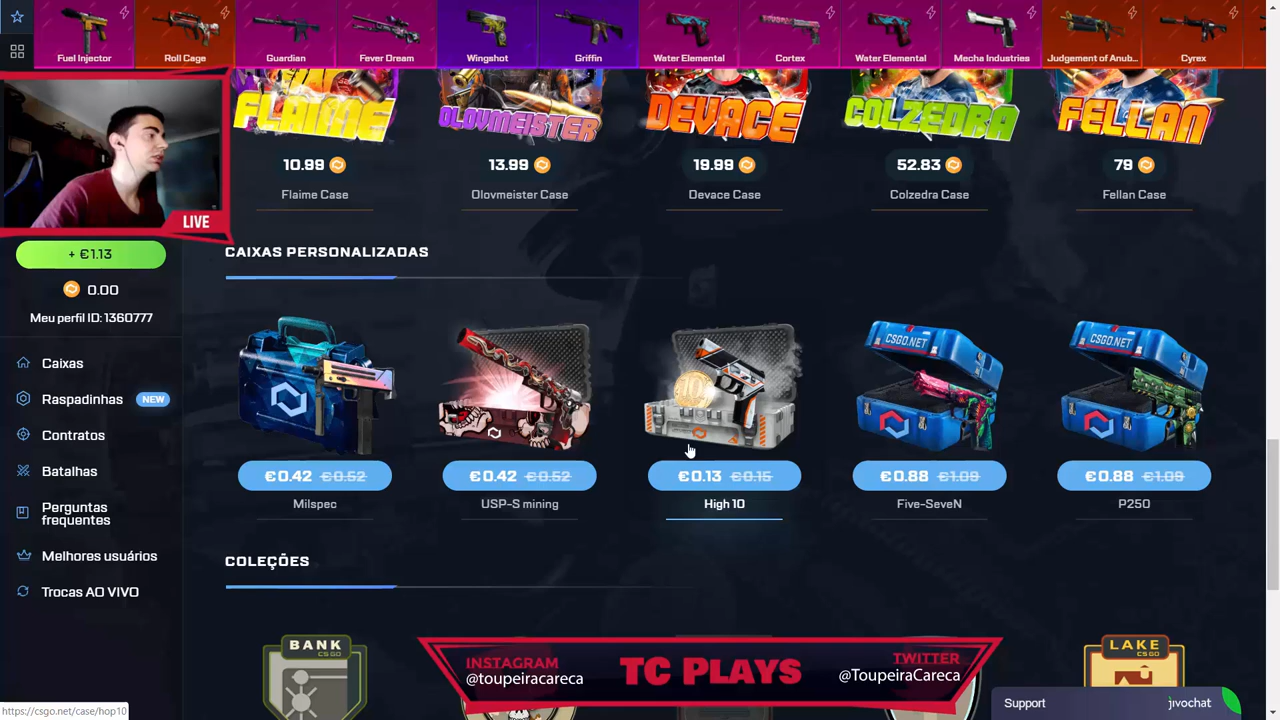 Fuel Injector
Roll Cage
Guardian
Fever Dream
Wingshot
Griffin
Water Elemental
Cortex
Water Elemental
Mecha Industries
Judgement of Anub...
Cyrex
FLAIME
OLOVMEISTER
DEVACE
COLZEDRA
FELLAN
10.99
13.99
19.99
52.83
79
Flaime Case
Olovmeister Case
Devace Case
Colzedra Case
Fellan Case
LIVE
+ €1.13
0.00
Meu perfil ID: 1360777
Caixas
Raspadinhas NEW
Contratos
Batalhas
Perguntas
frequentes
Melhores usuários
Trocas AO VIVO
CAIXAS PERSONALIZADAS
10
CSGO.NET
CSGO.NET
€0.42 €0.52
€0.42 €0.52
€0.13 €0.15
€0.88 €1.09
€0.88 €1.09
Milspec
USP-S mining
High 10
Five-SeveN
P250
COLEÇÕES
BANK
CS GO
LAKE
CS GO
INSTAGRAM
@toupeiracareca
TC PLAYS
TWITTER
@ToupeiraCareca
Support
jivochat
https://csgo.net/case/hop10